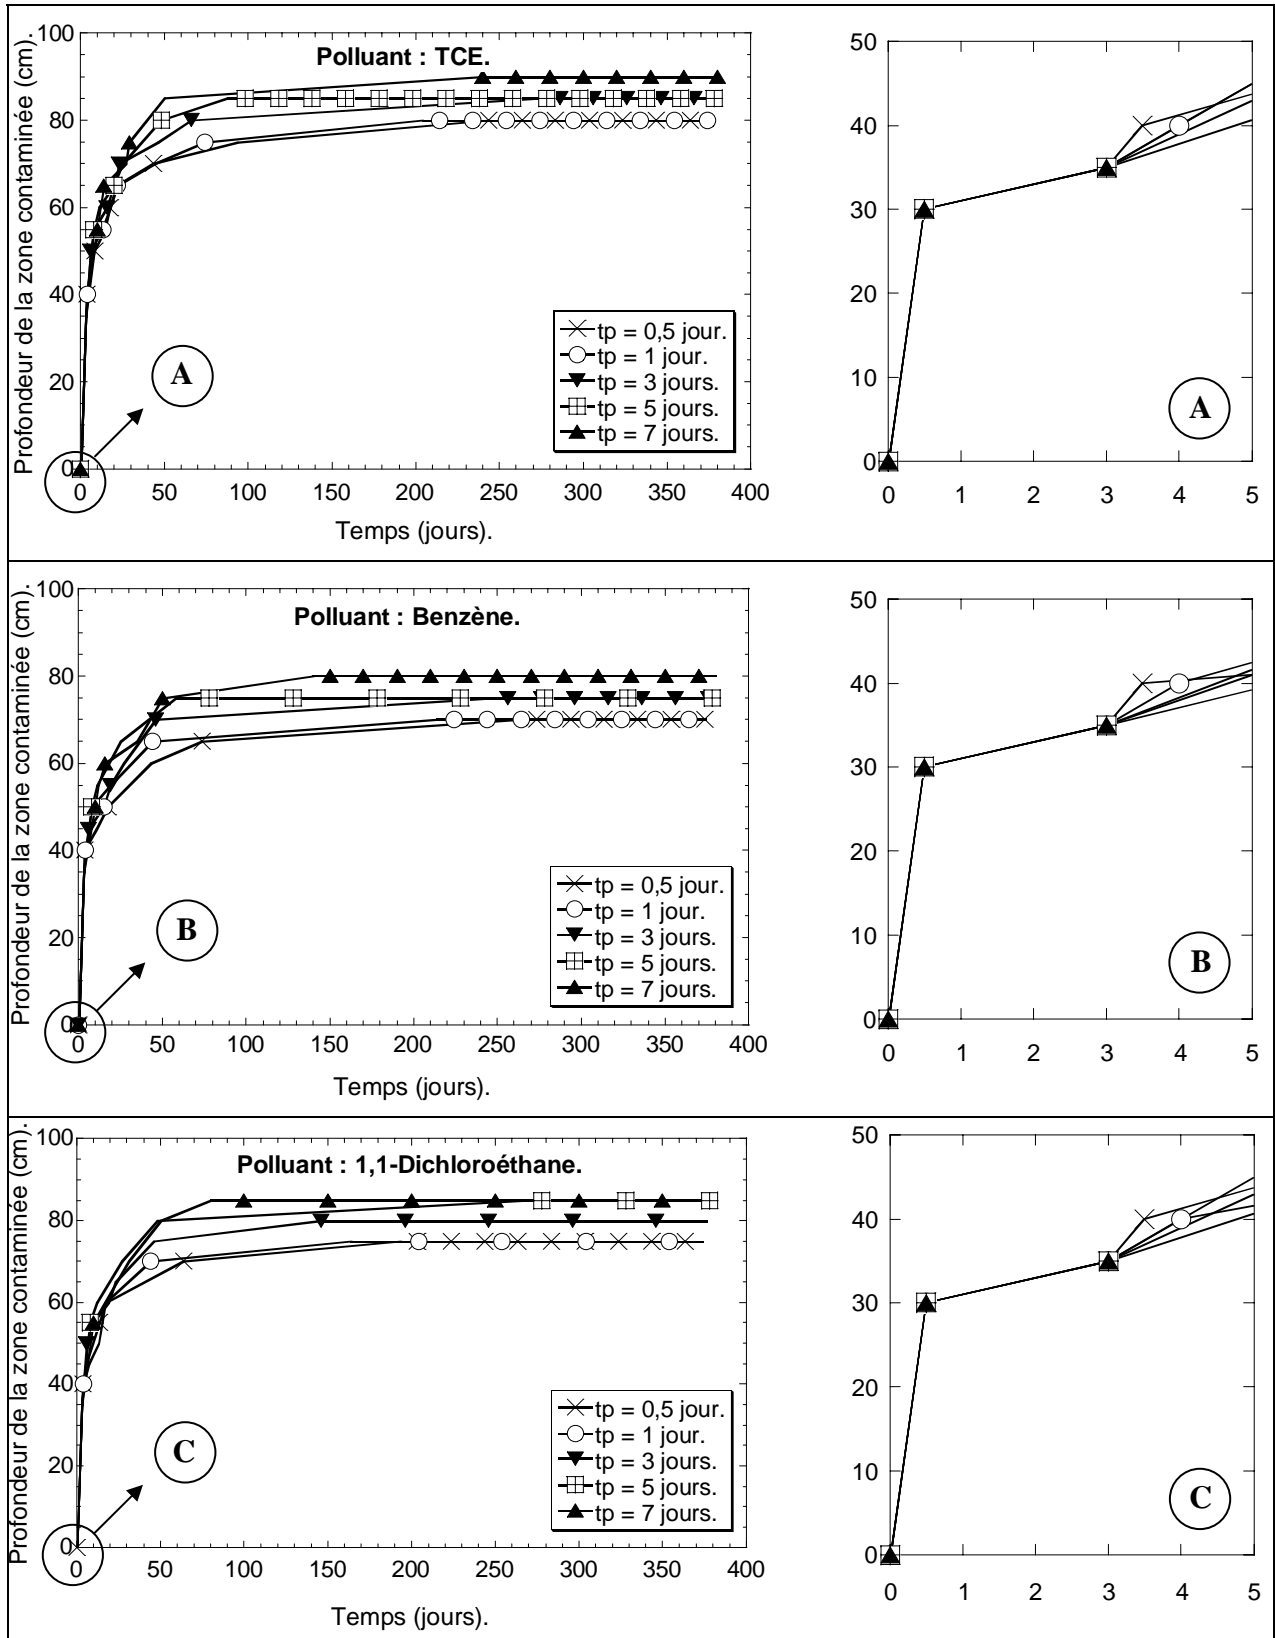 Profondeur de la zone contaminée (cm).
100
80
60
40
20
0
Polluant : TCE.
A
tp = 0,5 jour.
tp = 1 jour.
tp = 3 jours.
tp = 5 jours.
tp = 7 jours.
0 50 100 150 200 250 300 350 400
Temps (jours).
50
40
30
20
10
0
A
0 1 2 3 4 5
Profondeur de la zone contaminée (cm).
100
80
60
40
20
0
Polluant : Benzène.
B
tp = 0,5 jour.
tp = 1 jour.
tp = 3 jours.
tp = 5 jours.
tp = 7 jours.
0 50 100 150 200 250 300 350 400
Temps (jours).
50
40
30
20
10
0
B
0 1 2 3 4 5
Profondeur de la zone contaminée (cm).
100
80
60
40
20
0
Polluant : 1,1-Dichloroéthane.
C
tp = 0,5 jour.
tp = 1 jour.
tp = 3 jours.
tp = 5 jours.
tp = 7 jours.
0 50 100 150 200 250 300 350 400
Temps (jours).
50
40
30
20
10
0
C
0 1 2 3 4 5